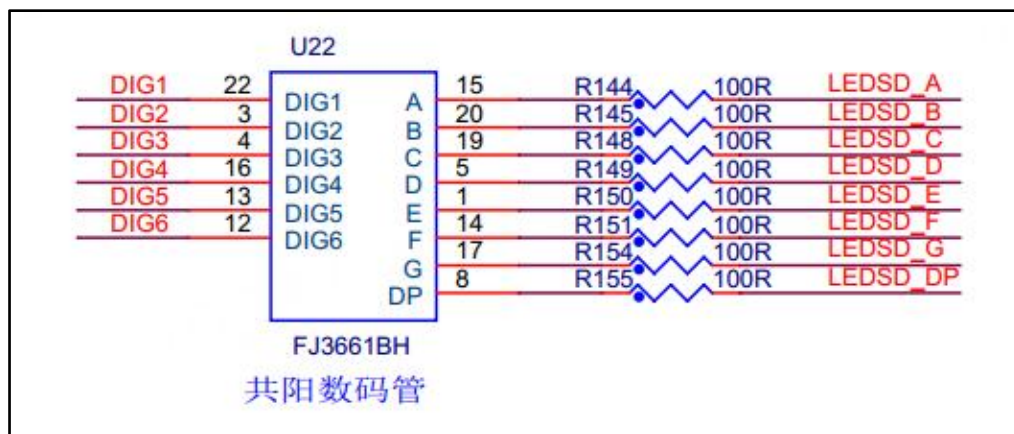 U22
DIG1 22 DIG1 A 15 R144 100R LEDSD_A
DIG2 3 DIG2 B 20 R145 100R LEDSD_B
DIG3 4 DIG3 C 19 R148 100R LEDSD_C
DIG4 16 DIG4 D 5 R149 100R LEDSD_D
DIG5 13 DIG5 E 1 R150 100R LEDSD_E
DIG6 12 DIG6 F 14 R151 100R LEDSD_F
G 17 R154 100R LEDSD_G
DP 8 R155 100R LEDSD_DP
FJ3661BH
共阳数码管